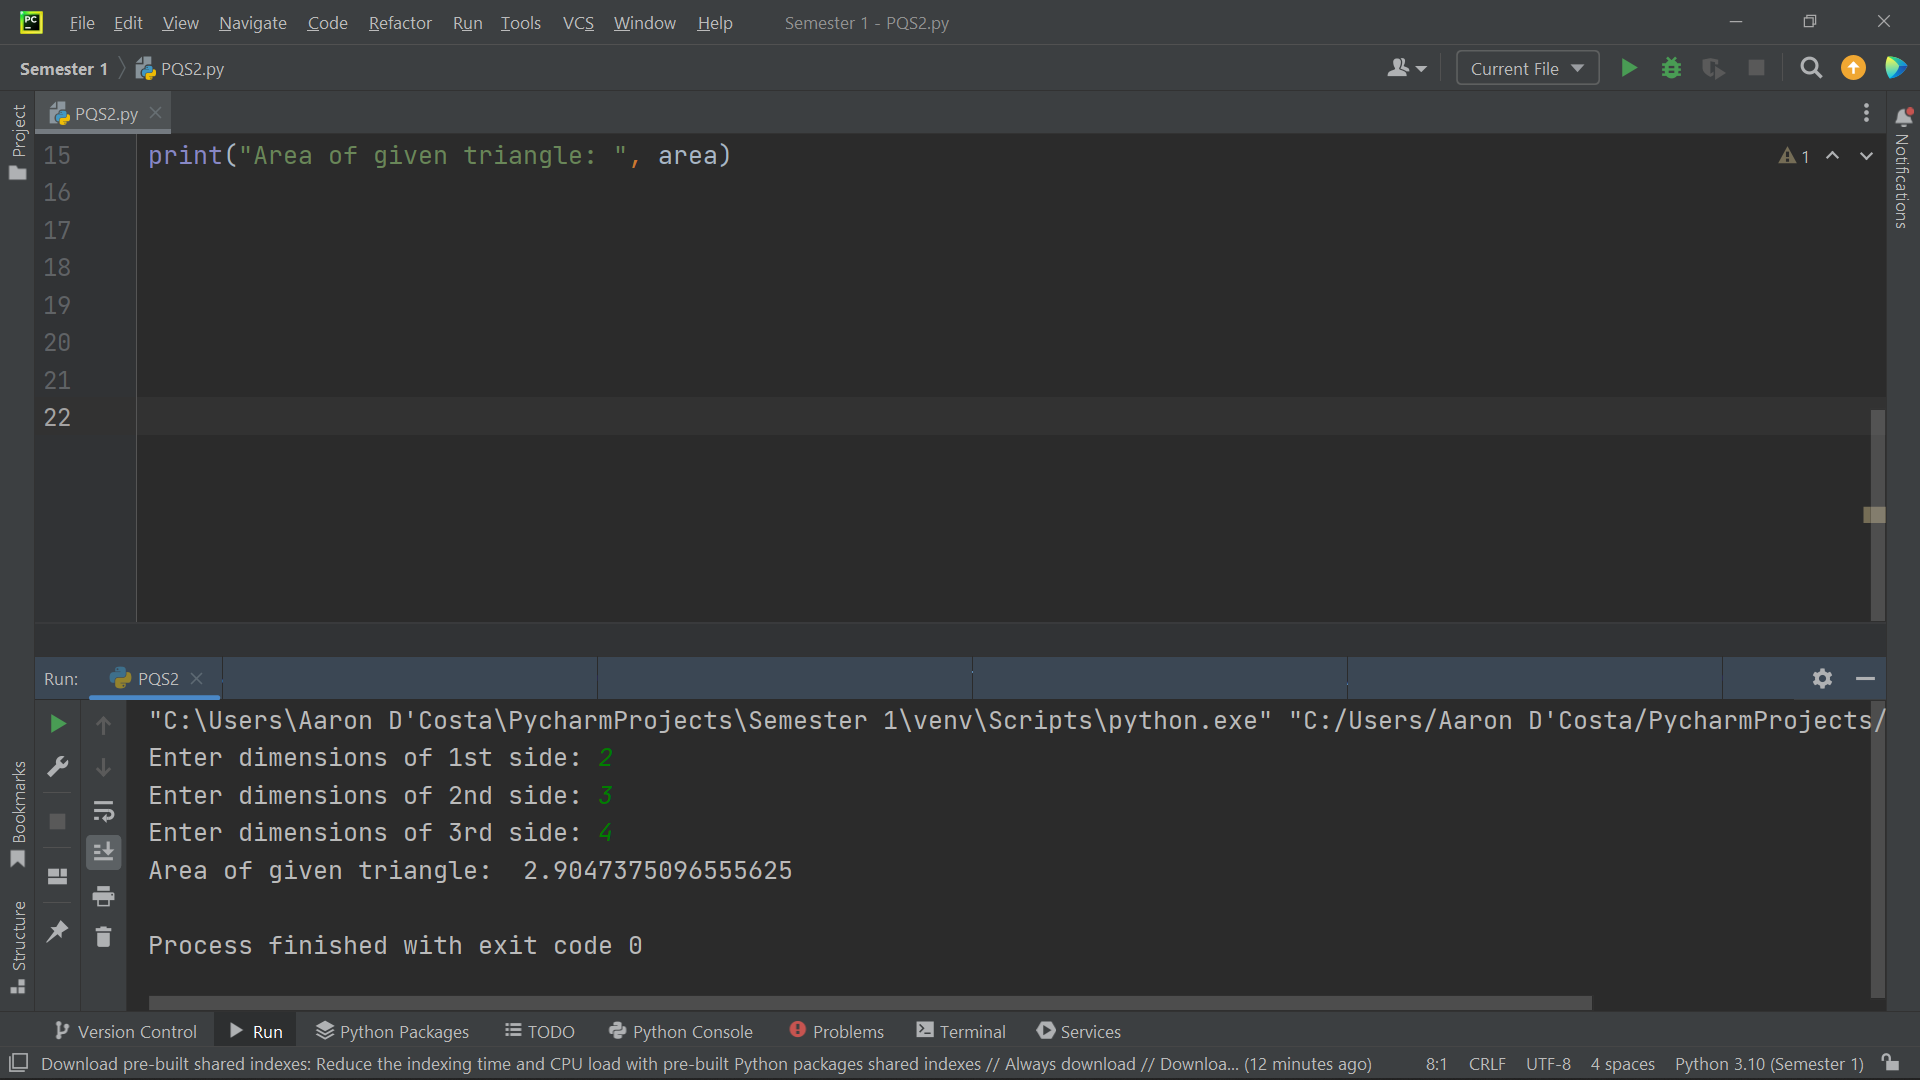 File Edit View Navigate Code Refactor Run Tools VCS Window Help Semester 1 - PQS2.py
Semester 1 PQS2.py Current File
Project
PQS2.py
Notifications
15 print("Area of given triangle: ", area) 1
16
17
18
19
20
21
22
Run: PQS2
"C:\Users\Aaron D'Costa\PycharmProjects\Semester 1\venv\Scripts\python.exe" "C:/Users/Aaron D'Costa/PycharmProjects/
Enter dimensions of 1st side: 2
Enter dimensions of 2nd side: 3
Enter dimensions of 3rd side: 4
Area of given triangle:  2.9047375096555625
Process finished with exit code 0
Bookmarks
Structure
Version Control Run Python Packages TODO Python Console Problems Terminal Services
Download pre-built shared indexes: Reduce the indexing time and CPU load with pre-built Python packages shared indexes // Always download // Downloa... (12 minutes ago) 8:1 CRLF UTF-8 4 spaces Python 3.10 (Semester 1)